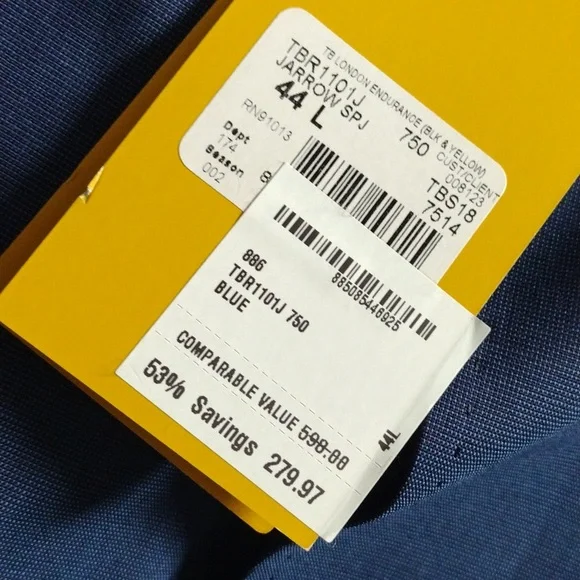 TB LONDON ENDURANCE (BLK & YELLOW)
TBR1101J
JARROW SPJ
44 L
750
CUST/CLIENT
008123
RN91013
TBS18
7514
Dept
174
Season
002
885085446925
886
TBR1101J 750
BLUE
COMPARABLE VALUE 598.00
44L
53% Savings 279.97